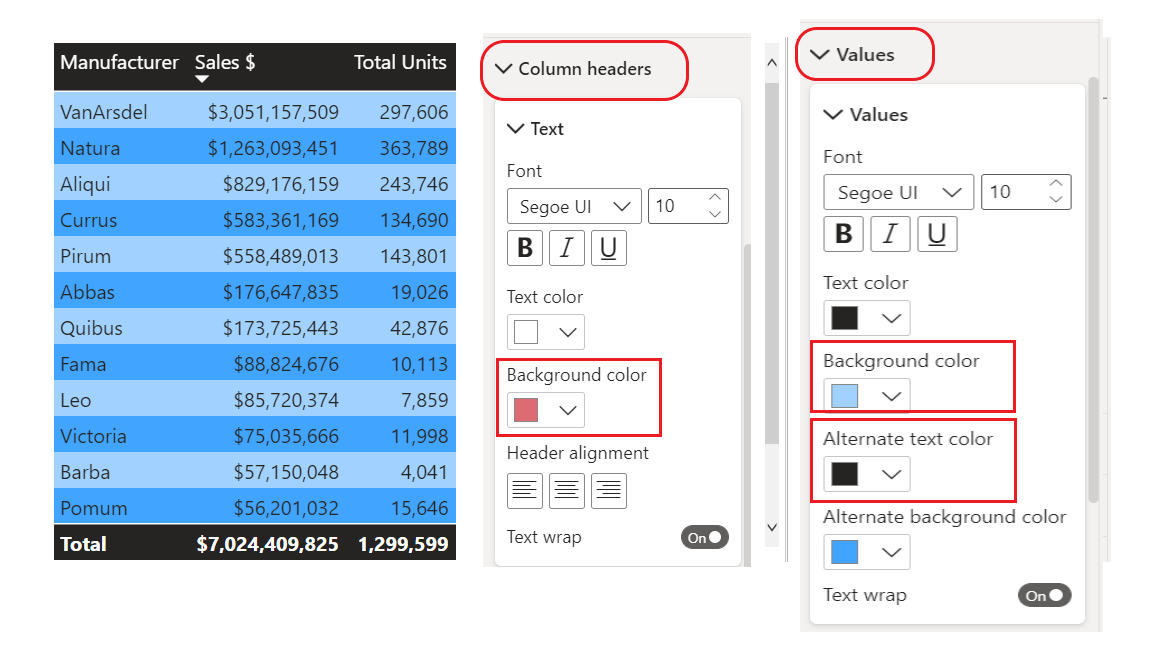 Manufacturer Sales $ Total Units
VanArsdel $3,051,157,509 297,606
Natura $1,263,093,451 363,789
Aliqui $829,176,159 243,746
Currus $583,361,169 134,690
Pirum $558,489,013 143,801
Abbas $176,647,835 19,026
Quibus $173,725,443 42,876
Fama $88,824,676 10,113
Leo $85,720,374 7,859
Victoria $75,035,666 11,998
Barba $57,150,048 4,041
Pomum $56,201,032 15,646
Total $7,024,409,825 1,299,599
Column headers
Text
Font
Segoe UI 10
B I U
Text color
Background color
Header alignment
Text wrap On
Values
Values
Font
Segoe UI 10
B I U
Text color
Background color
Alternate text color
Alternate background color
Text wrap On